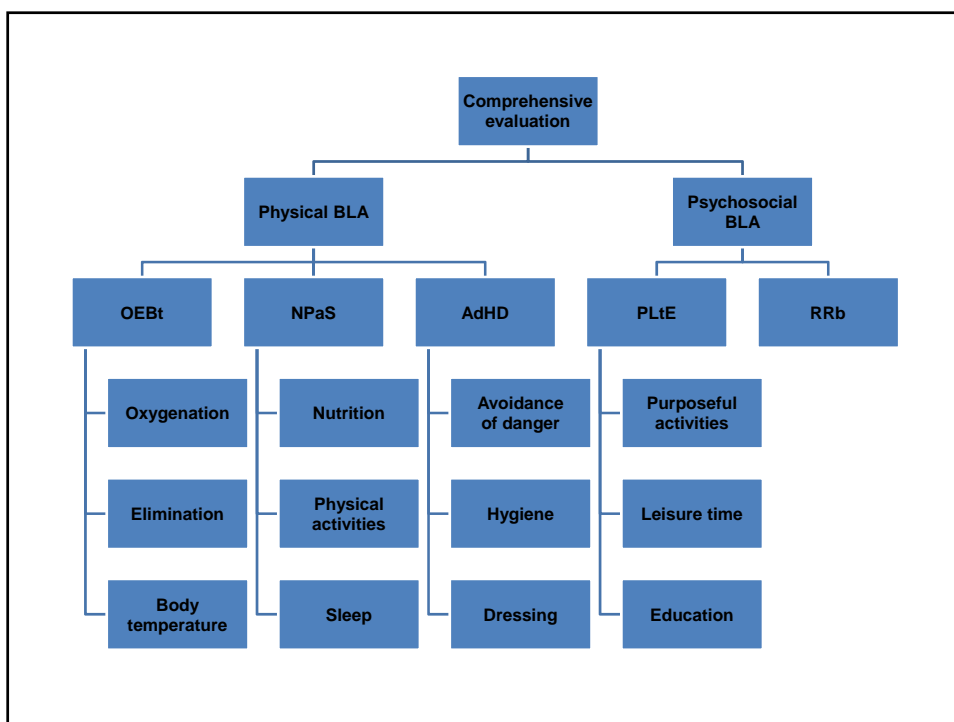 Comprehensive
evaluation
Physical BLA
Psychosocial
BLA
OEBt
NPaS
AdHD
PLtE
RRb
Oxygenation
Nutrition
Avoidance
of danger
Purposeful
activities
Elimination
Physical
activities
Hygiene
Leisure time
Body
temperature
Sleep
Dressing
Education